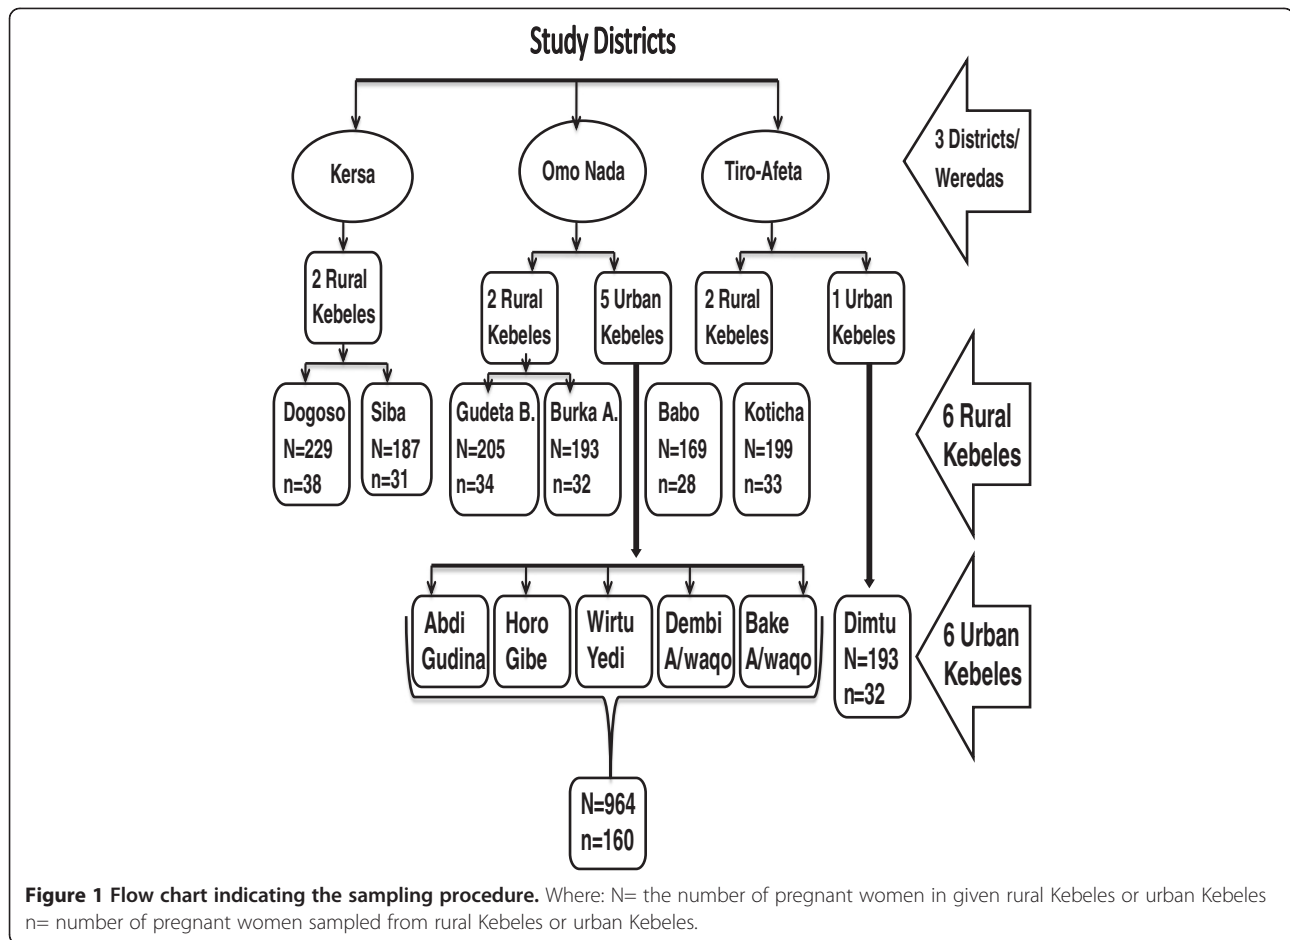 Study Districts
Kersa
Omo Nada
Tiro-Afeta
3 Districts/
Weredas
2 Rural
Kebeles
2 Rural
Kebeles
5 Urban
Kebeles
2 Rural
Kebeles
1 Urban
Kebeles
Dogoso
N=229
n=38
Siba
N=187
n=31
Gudeta B.
N=205
n=34
Burka A.
N=193
n=32
Babo
N=169
n=28
Koticha
N=199
n=33
6 Rural
Kebeles
Abdi
Gudina
Horo
Gibe
Wirtu
Yedi
Dembi
A/waqo
Bake
A/waqo
Dimtu
N=193
n=32
6 Urban
Kebeles
N=964
n=160
Figure 1 Flow chart indicating the sampling procedure. Where: N= the number of pregnant women in given rural Kebeles or urban Kebeles
n= number of pregnant women sampled from rural Kebeles or urban Kebeles.